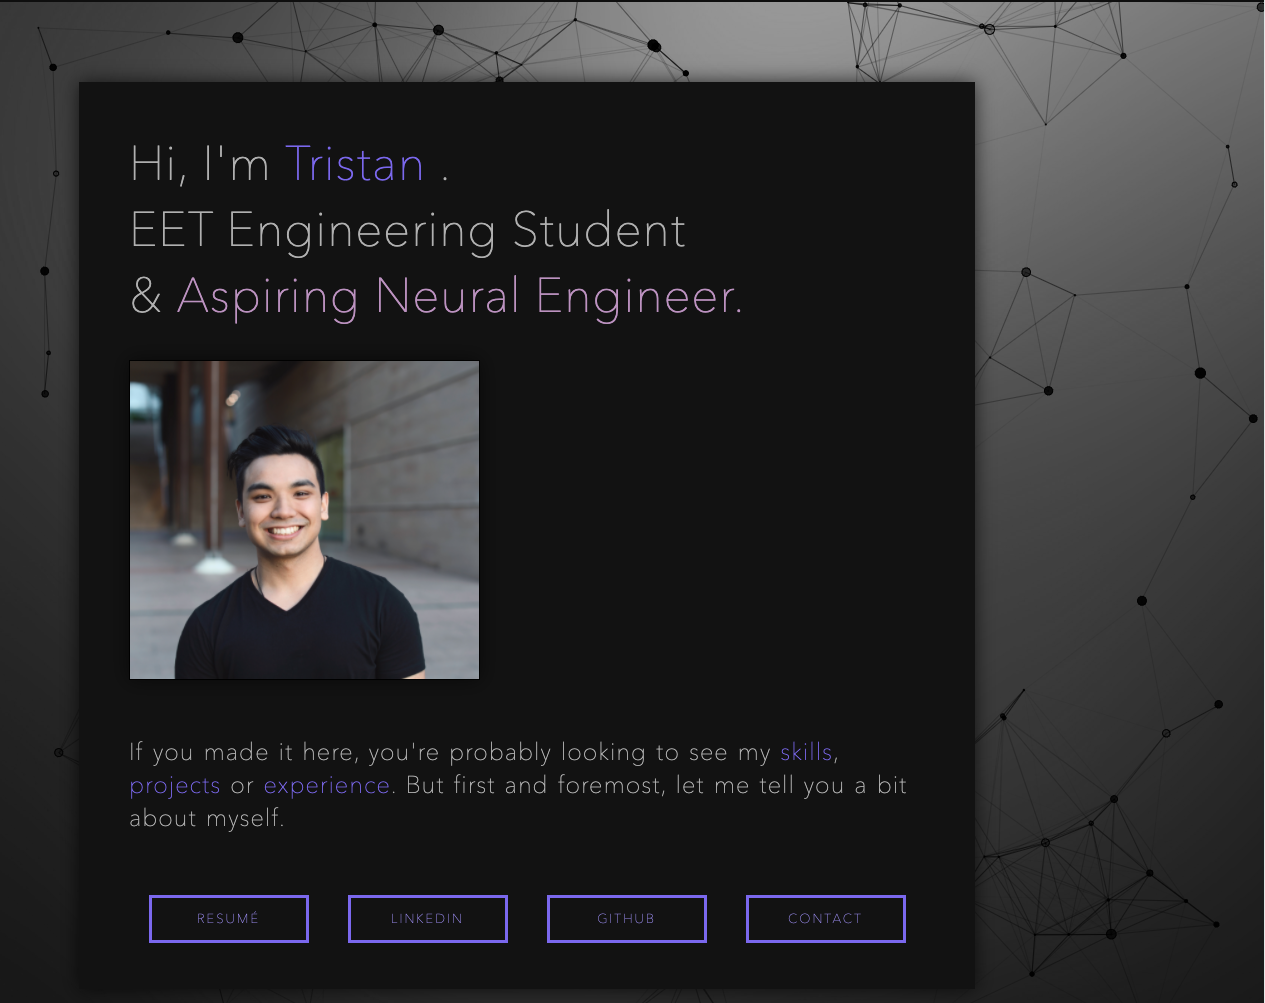 Hi, I'm Tristan .
EET Engineering Student
& Aspiring Neural Engineer.
If you made it here, you're probably looking to see my skills,
projects or experience. But first and foremost, let me tell you a bit
about myself.
RESUMÉ LINKEDIN GITHUB CONTACT